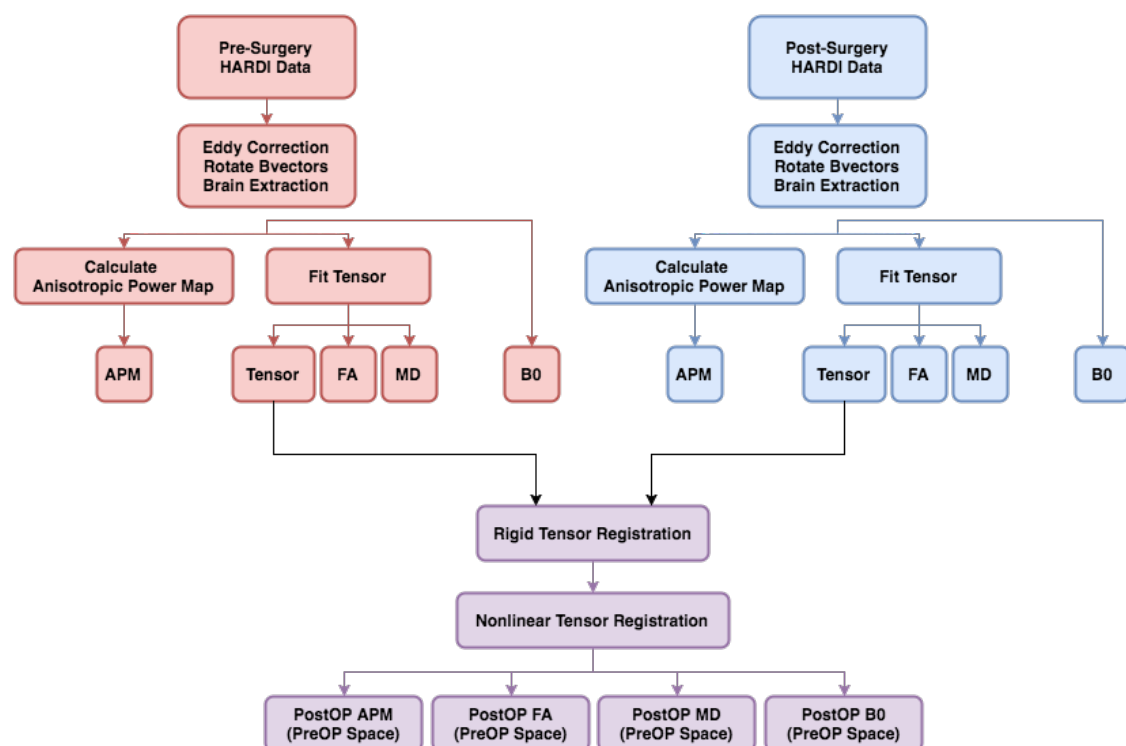 Pre-Surgery
HARDI Data
Post-Surgery
HARDI Data
Eddy Correction
Rotate Bvectors
Brain Extraction
Eddy Correction
Rotate Bvectors
Brain Extraction
Calculate
Anisotropic Power Map
Fit Tensor
Calculate
Anisotropic Power Map
Fit Tensor
APM
Tensor
FA
MD
B0
APM
Tensor
FA
MD
B0
Rigid Tensor Registration
Nonlinear Tensor Registration
PostOP APM
(PreOP Space)
PostOP FA
(PreOP Space)
PostOP MD
(PreOP Space)
PostOP B0
(PreOP Space)